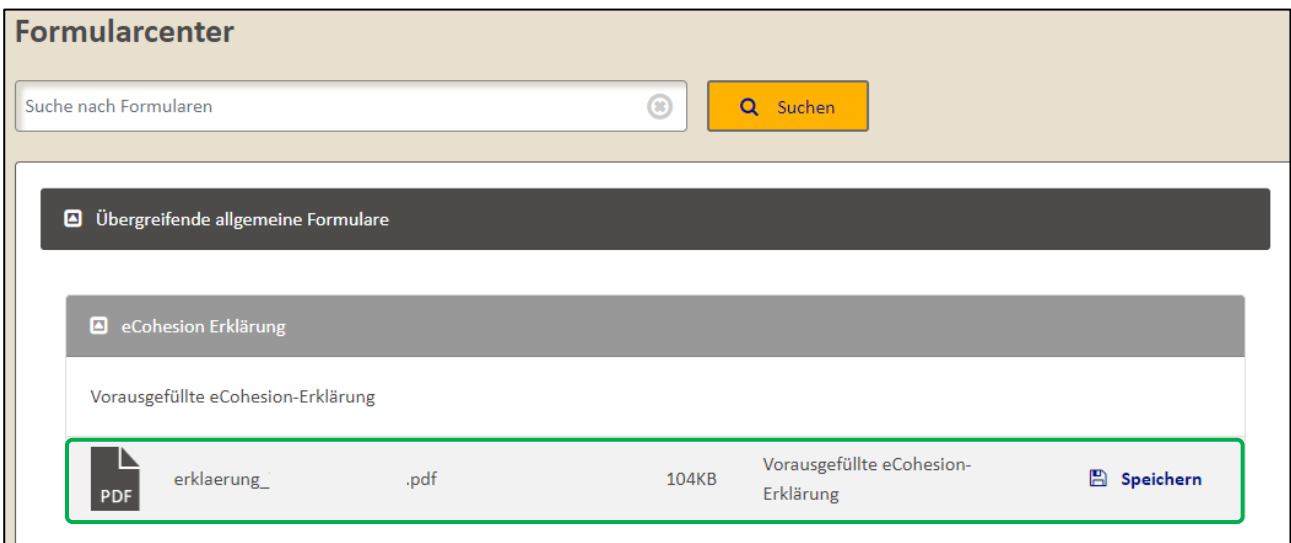 Formularcenter
Suche nach Formularen
Suchen
Übergreifende allgemeine Formulare
eCohesion Erklärung
Vorausgefüllte eCohesion-Erklärung
PDF erklaerung_ .pdf 104KB Vorausgefüllte eCohesion-
Erklärung
Speichern